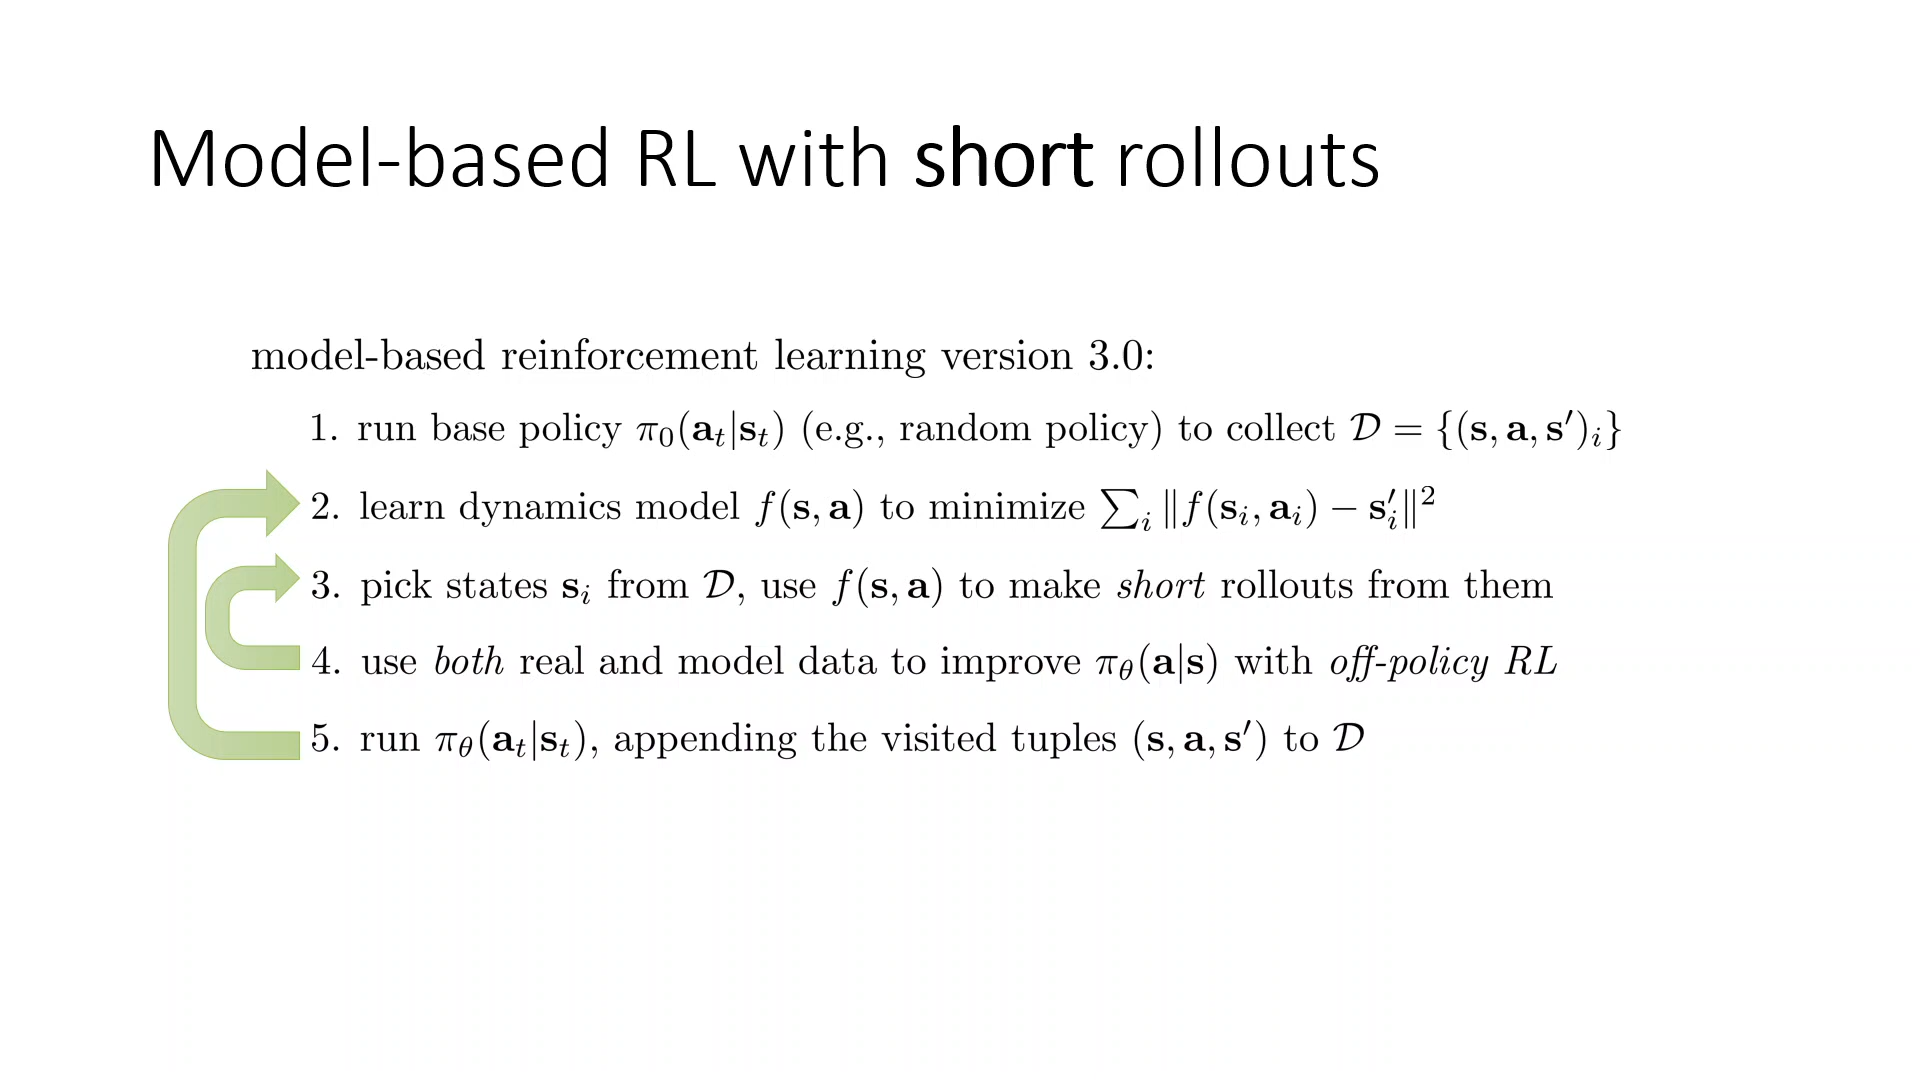 Model-based RL with short rollouts
model-based reinforcement learning version 3.0:
1. run base policy π₀(aₜ|sₜ) (e.g., random policy) to collect 𝒟 = {(s, a, s′)ᵢ}
2. learn dynamics model f(s, a) to minimize ∑ᵢ ‖f(sᵢ, aᵢ) − s′ᵢ‖²
3. pick states sᵢ from 𝒟, use f(s, a) to make short rollouts from them
4. use both real and model data to improve π_θ(a|s) with off-policy RL
5. run π_θ(aₜ|sₜ), appending the visited tuples (s, a, s′) to 𝒟